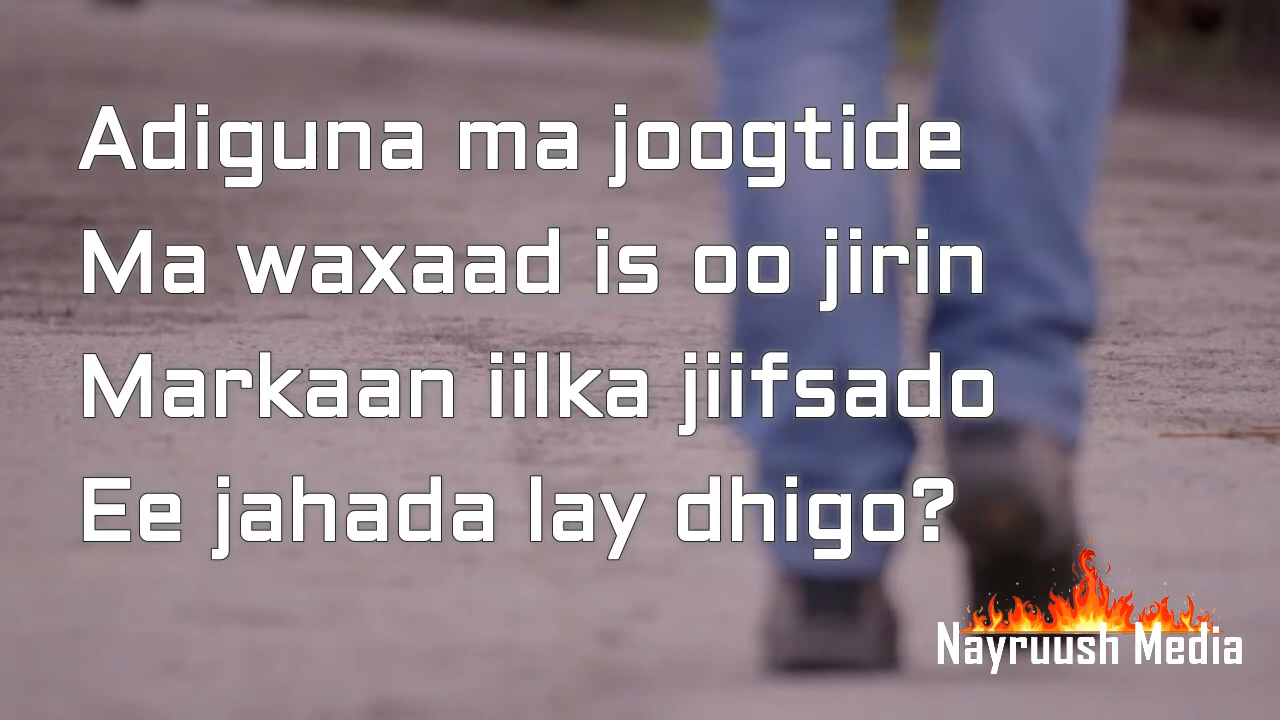 Adiguna ma joogtide
Ma waxaad is oo jirin
Markaan iilka jiifsado
Ee jahada lay dhigo?
Nayruush Media